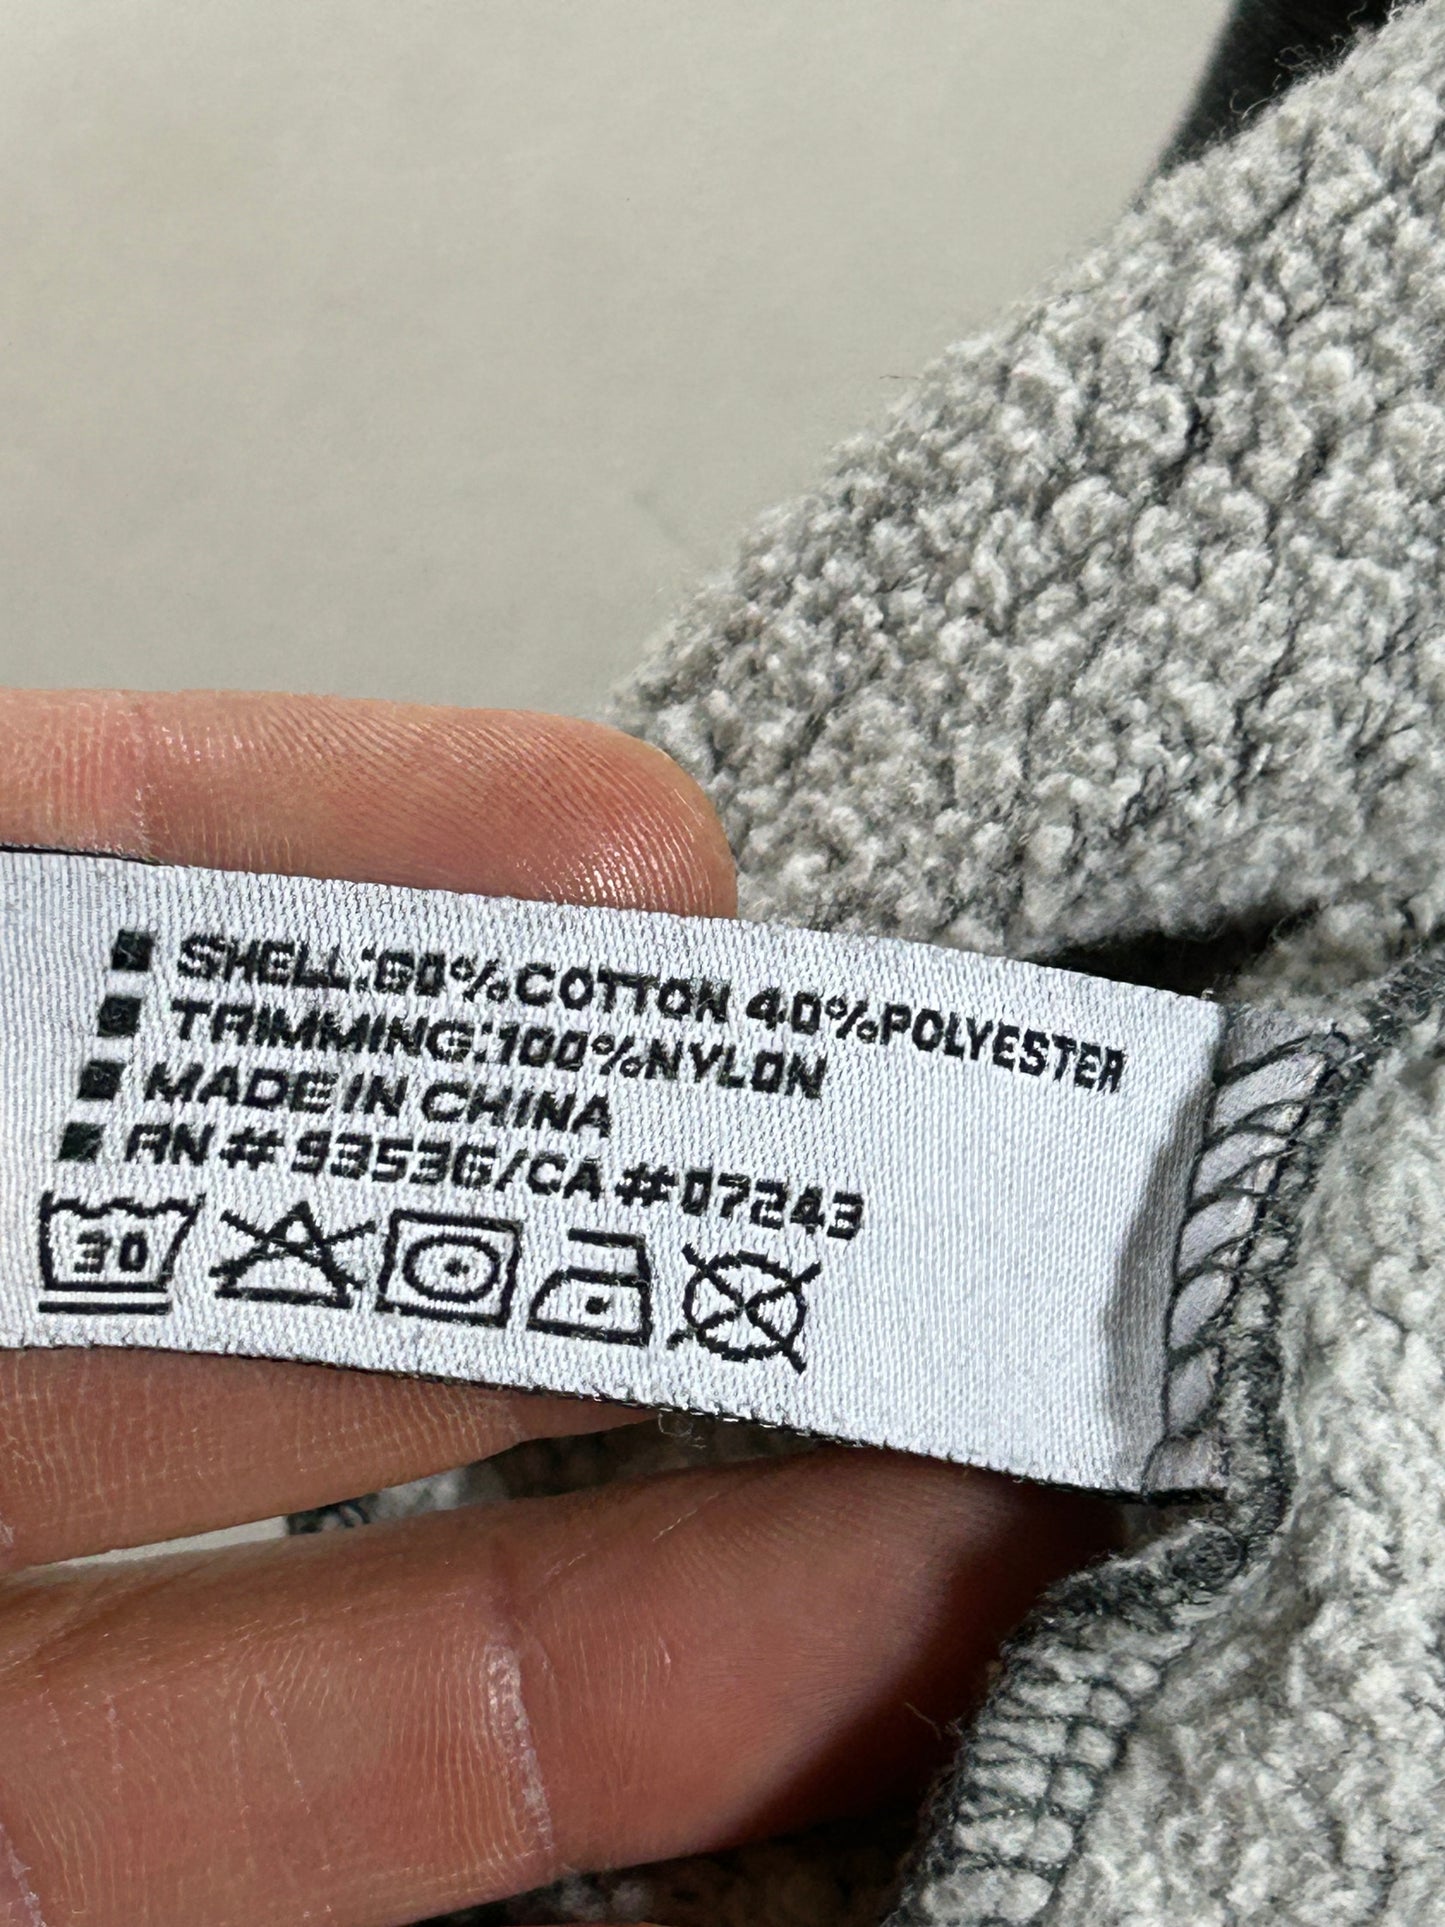 SHELL:60%COTTON 40%POLYESTER
TRIMMING:100%NYLON
MADE IN CHINA
RN#93536/CA#07243
30